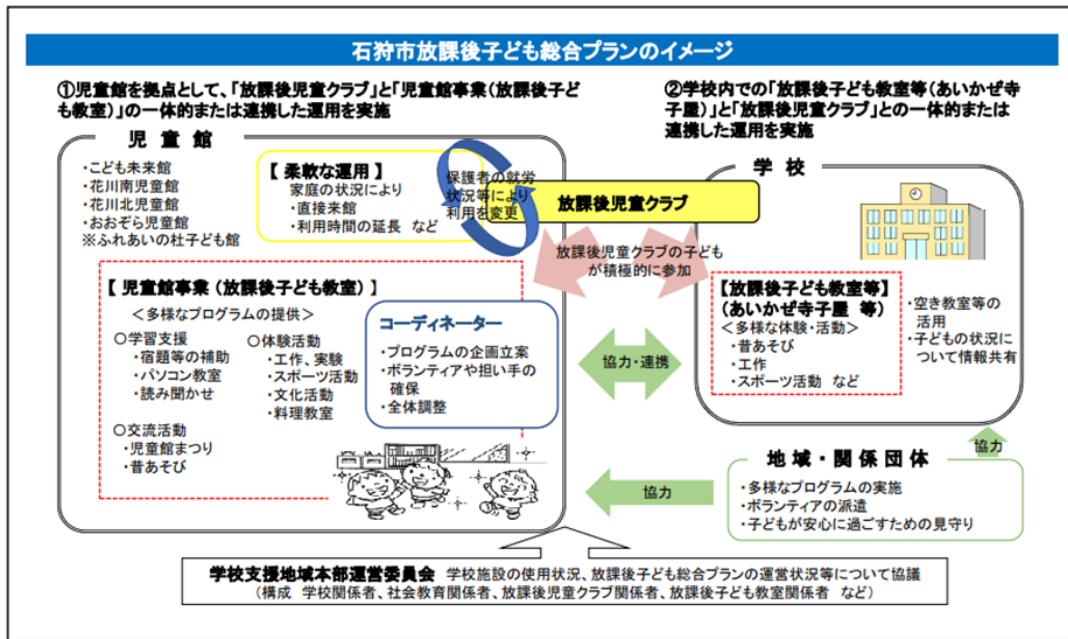 石狩市放課後子ども総合プランのイメージ
①児童館を拠点として、「放課後児童クラブ」と「児童館事業(放課後子ど
も教室)」の一体的または連携した運用を実施
②学校内での「放課後子ども教室等(あいかぜ寺
子屋)」と「放課後児童クラブ」との一体的または
連携した運用を実施
児 童 館
・こども未来館
・花川南児童館
・花川北児童館
・おおぞら児童館
※ふれあいの杜子ども館
【 柔軟な運用 】
家庭の状況により
・直接来館
・利用時間の延長 など
保護者の就労
状況等により
利用を変更
放課後児童クラブ
放課後児童クラブの子ども
が積極的に参加
【 児童館事業 (放課後子ども教室) 】
＜多様なプログラムの提供＞
○学習支援
・宿題等の補助
・パソコン教室
・読み聞かせ
○交流活動
・児童館まつり
・昔あそび
○体験活動
・工作、実験
・スポーツ活動
・文化活動
・料理教室
コーディネーター
・プログラムの企画立案
・ボランティアや担い手の
確保
・全体調整
協力・連携
学 校
【放課後子ども教室等】
(あいかぜ寺子屋 等)
＜多様な体験・活動＞
・昔あそび
・工作
・スポーツ活動 など
・空き教室等の
活用
・子どもの状況に
ついて情報共有
協力
地 域 ・ 関 係 団 体
・多様なプログラムの実施
・ボランティアの派遣
・子どもが安心に過ごすための見守り
協力
学校支援地域本部運営委員会 学校施設の使用状況、放課後子ども総合プランの運営状況等について協議
(構成 学校関係者、社会教育関係者、放課後児童クラブ関係者、放課後子ども教室関係者 など)